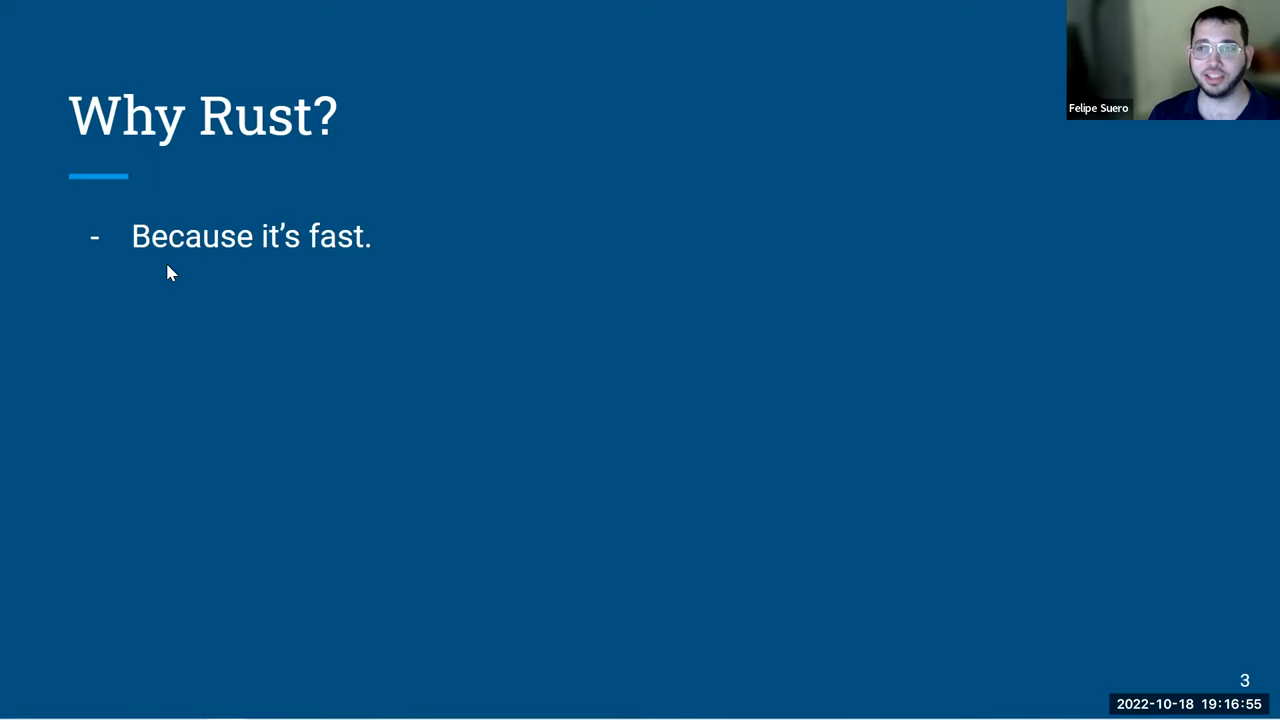 Why Rust?
- Because it's fast.
Felipe Suero
3
2022-10-18 19:16:55